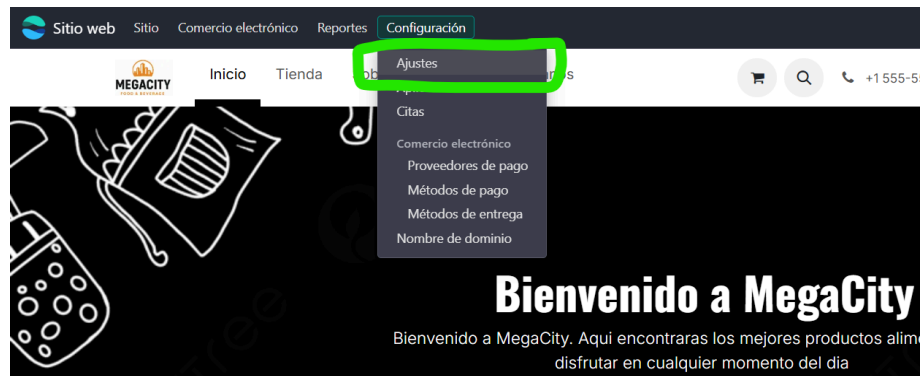 Sitio web Sitio Comercio electrónico Reportes Configuración
Ajustes
MEGACITY
FOOD & BEVERAGE
Inicio Tienda
+1 555-5
Citas
Comercio electrónico
Proveedores de pago
Métodos de pago
Métodos de entrega
Nombre de dominio
Bienvenido a MegaCity
Bienvenido a MegaCity. Aqui encontraras los mejores productos alim
disfrutar en cualquier momento del dia